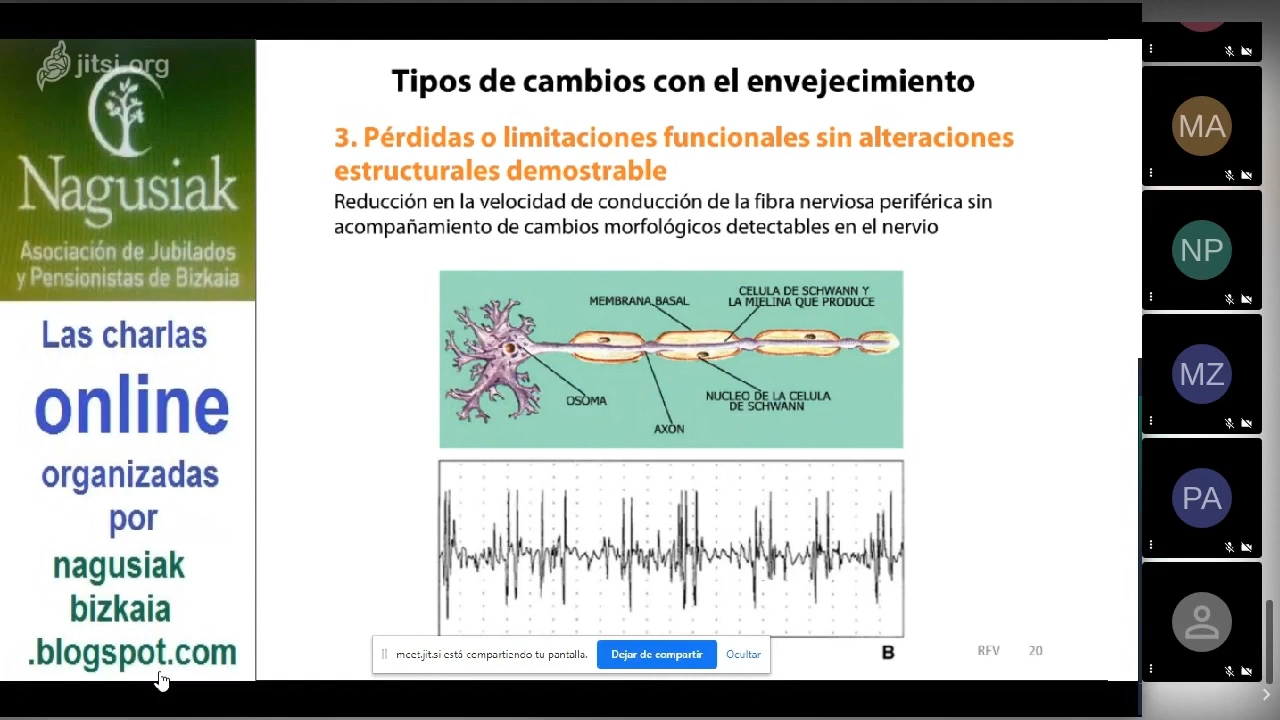 jitsi.org
Nagusiak
Asociación de Jubilados
y Pensionistas de Bizkaia
Las charlas
online
organizadas
por
nagusiak
bizkaia
.blogspot.com
Tipos de cambios con el envejecimiento
3. Pérdidas o limitaciones funcionales sin alteraciones
estructurales demostrable
Reducción en la velocidad de conducción de la fibra nerviosa periférica sin
acompañamiento de cambios morfológicos detectables en el nervio
MEMBRANA BASAL
CELULA DE SCHWANN Y
LA MIELINA QUE PRODUCE
OSOMA
NUCLEO DE LA CELULA
DE SCHWANN
AXON
B
meet.jit.si está compartiendo tu pantalla.
Dejar de compartir
Ocultar
20
MA
NP
MZ
PA